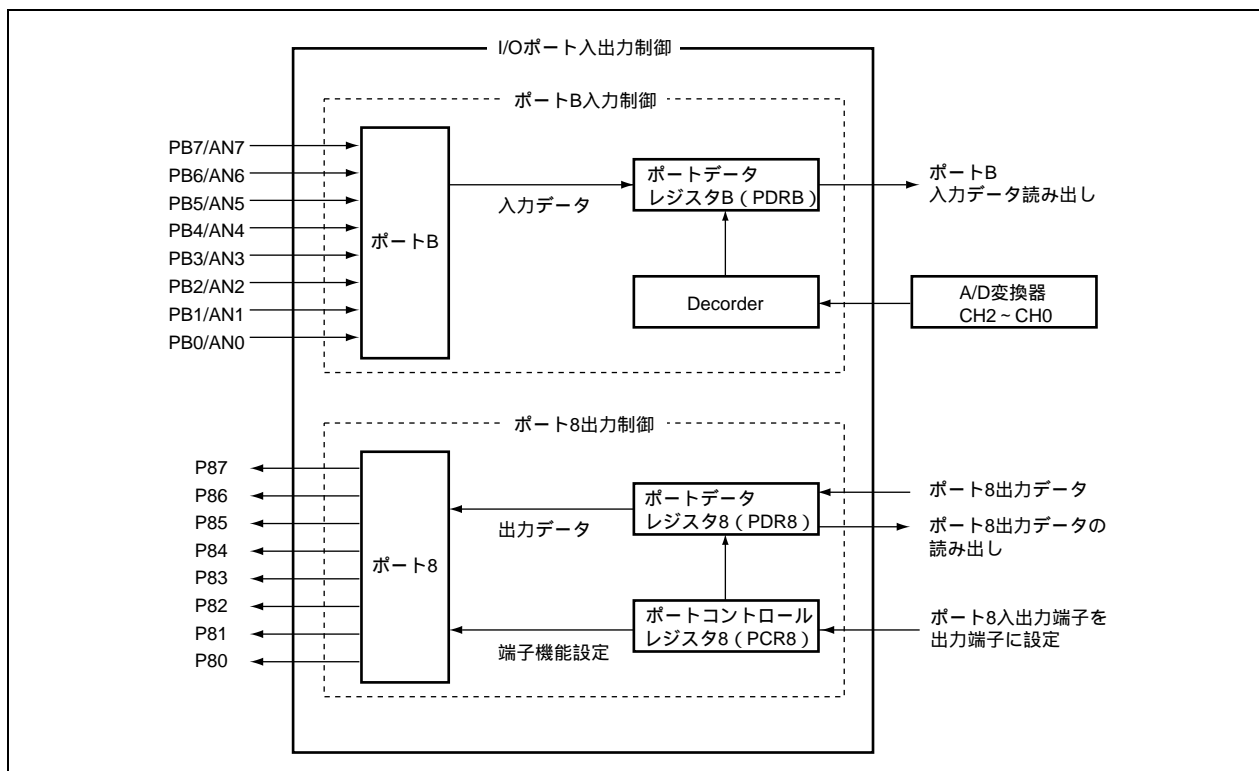 I/Oポート入出力制御
ポートB入力制御
PB7/AN7
PB6/AN6
PB5/AN5
PB4/AN4
PB3/AN3
PB2/AN2
PB1/AN1
PB0/AN0
ポートB
入力データ
ポートデータ
レジスタB（PDRB）
ポートB
入力データ読み出し
Decorder
A/D変換器
CH2～CH0
ポート8出力制御
P87
P86
P85
P84
P83
P82
P81
P80
ポート8
出力データ
ポートデータ
レジスタ8（PDR8）
ポート8出力データ
ポート8出力データの
読み出し
端子機能設定
ポートコントロール
レジスタ8（PCR8）
ポート8入出力端子を
出力端子に設定